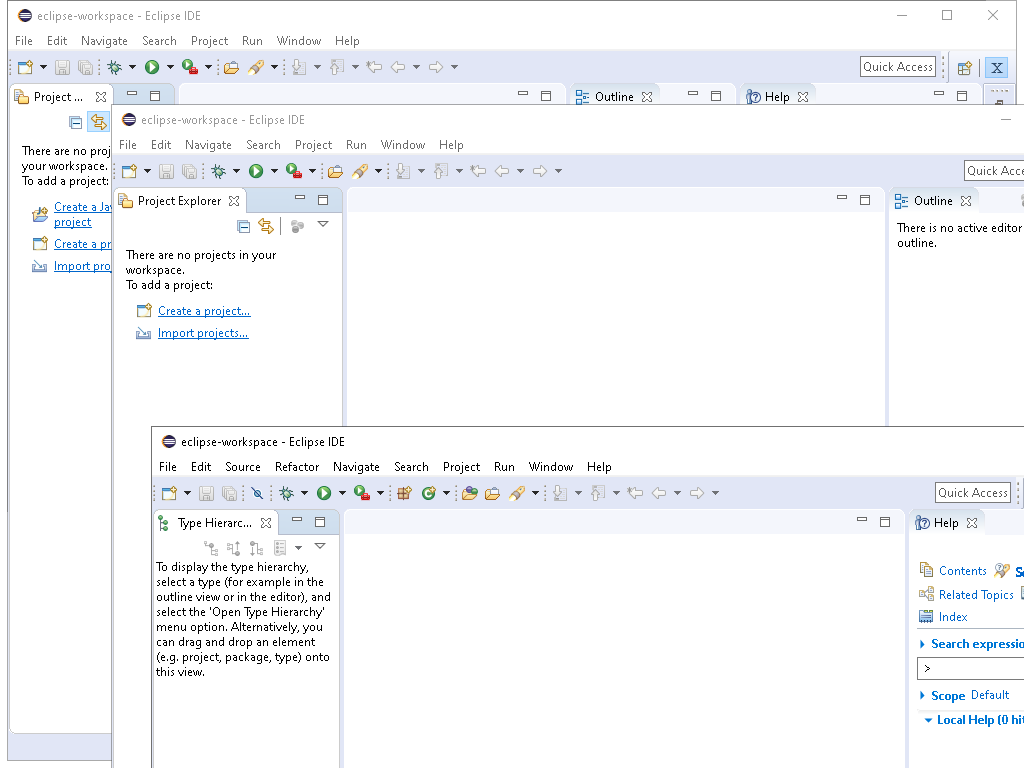 eclipse-workspace - Eclipse IDE
File Edit Navigate Search Project Run Window Help
Quick Access
Project ...
Outline
Help
There are no proj
your workspace.
To add a project:
Create a Ja
project
Create a pr
Import proj
eclipse-workspace - Eclipse IDE
File Edit Navigate Search Project Run Window Help
Quick Acce
Project Explorer
Outline
There are no projects in your
workspace.
To add a project:
Create a project...
Import projects...
There is no active editor
outline.
eclipse-workspace - Eclipse IDE
File Edit Source Refactor Navigate Search Project Run Window Help
Quick Access
Type Hierarc...
Help
To display the type hierarchy,
select a type (for example in the
outline view or in the editor), and
select the 'Open Type Hierarchy'
menu option. Alternatively, you
can drag and drop an element
(e.g. project, package, type) onto
this view.
Contents
Related Topics
Index
Search expressio
>
Scope Default
Local Help (0 hit